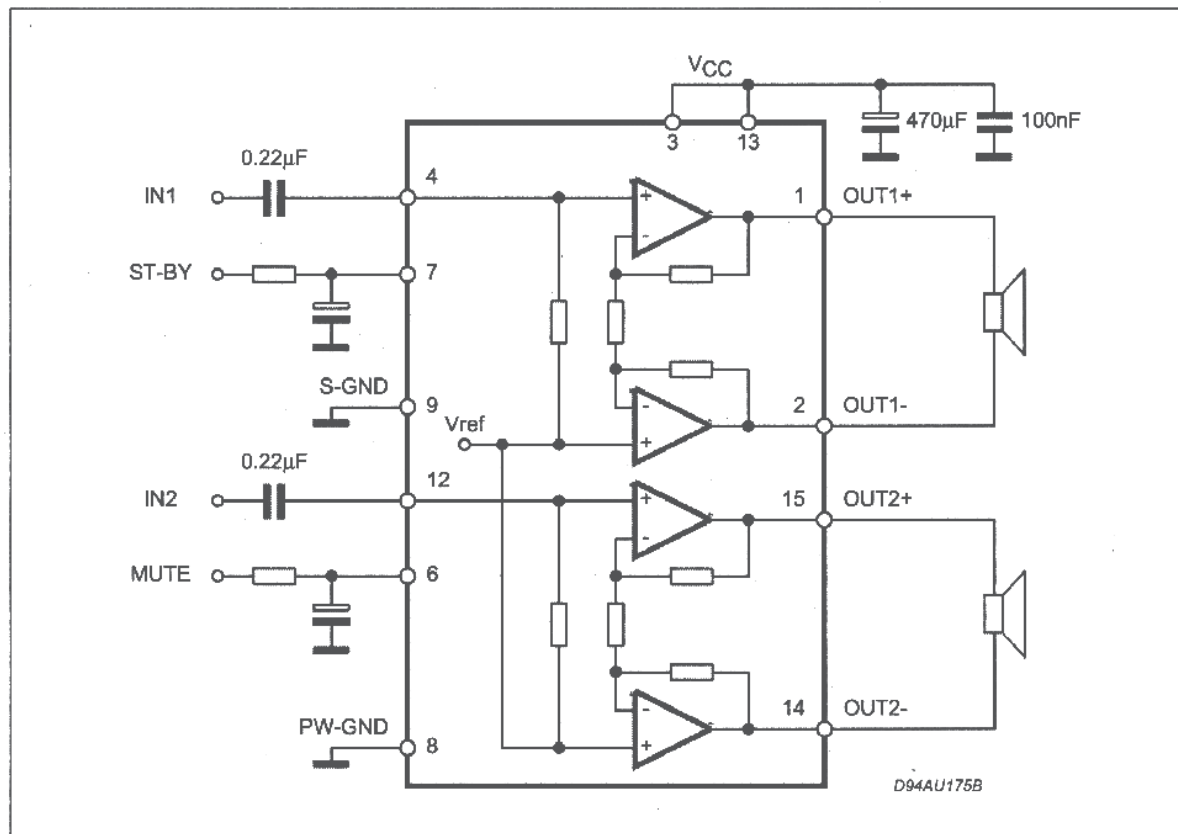 VCC
470µF
100nF
3
13
0.22µF
IN1
4
+
-
1
OUT1+
ST-BY
7
S-GND
9
-
+
2
OUT1-
Vref
0.22µF
12
IN2
+
-
15
OUT2+
MUTE
6
PW-GND
8
-
+
14
OUT2-
D94AU175B